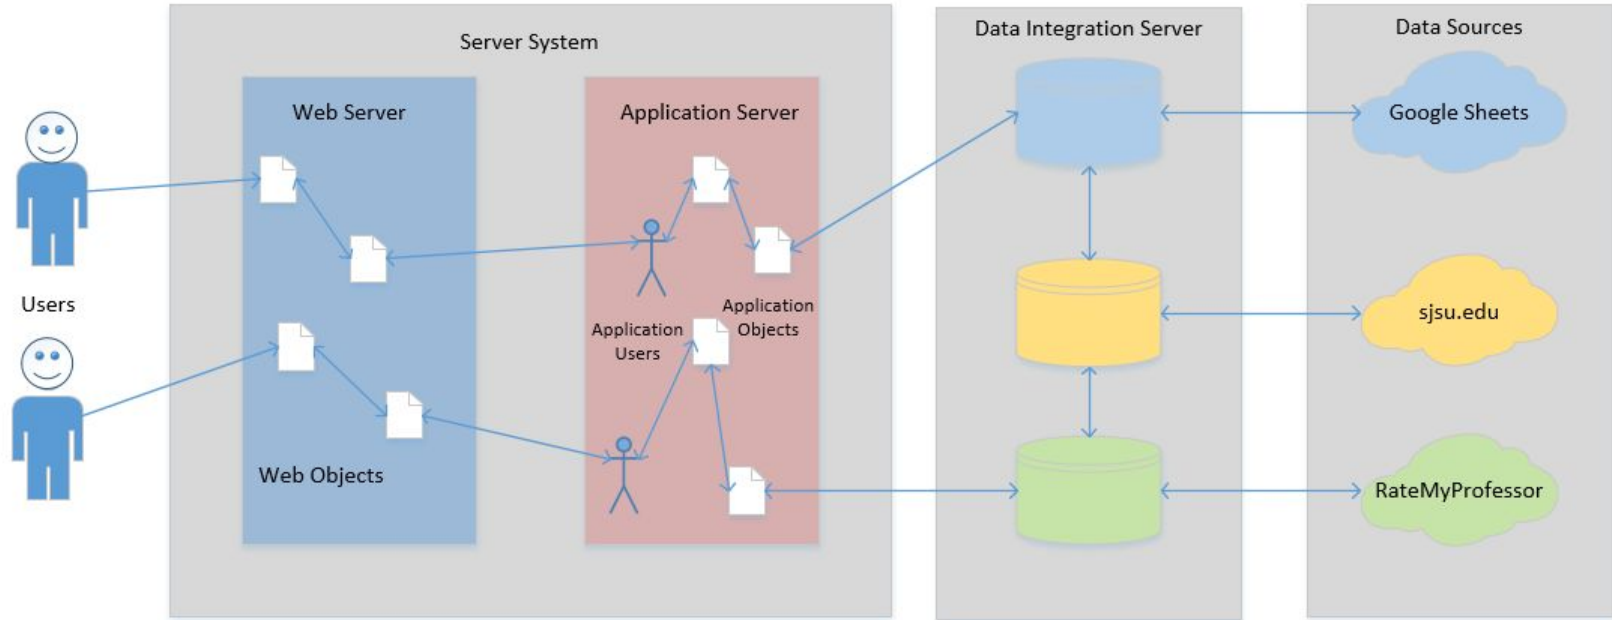 Server System
Data Integration Server
Data Sources
Web Server
Application Server
Google Sheets
Users
Application
Objects
Application
Users
sjsu.edu
Web Objects
RateMyProfessor